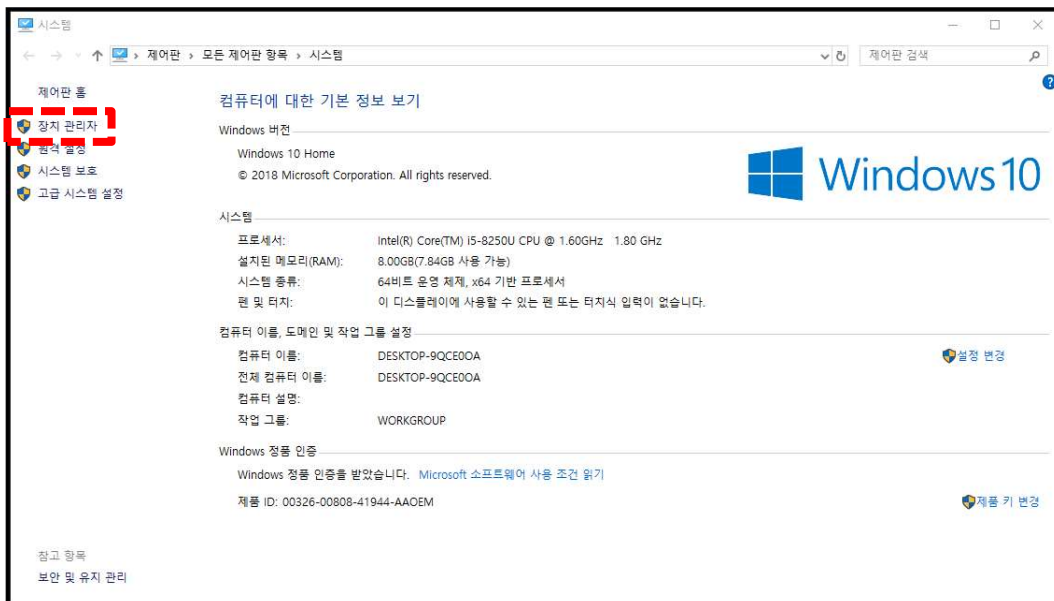 시스템
제어판 › 모든 제어판 항목 › 시스템
제어판 검색
제어판 홈
장치 관리자
원격 설정
시스템 보호
고급 시스템 설정
컴퓨터에 대한 기본 정보 보기
Windows 버전
Windows 10 Home
© 2018 Microsoft Corporation. All rights reserved.
Windows 10
시스템
프로세서: Intel(R) Core(TM) i5-8250U CPU @ 1.60GHz 1.80 GHz
설치된 메모리(RAM): 8.00GB(7.84GB 사용 가능)
시스템 종류: 64비트 운영 체제, x64 기반 프로세서
펜 및 터치: 이 디스플레이에 사용할 수 있는 펜 또는 터치식 입력이 없습니다.
컴퓨터 이름, 도메인 및 작업 그룹 설정
컴퓨터 이름: DESKTOP-9QCE0OA
설정 변경
전체 컴퓨터 이름: DESKTOP-9QCE0OA
컴퓨터 설명:
작업 그룹: WORKGROUP
Windows 정품 인증
Windows 정품 인증을 받았습니다. Microsoft 소프트웨어 사용 조건 읽기
제품 ID: 00326-00808-41944-AAOEM
제품 키 변경
참고 항목
보안 및 유지 관리